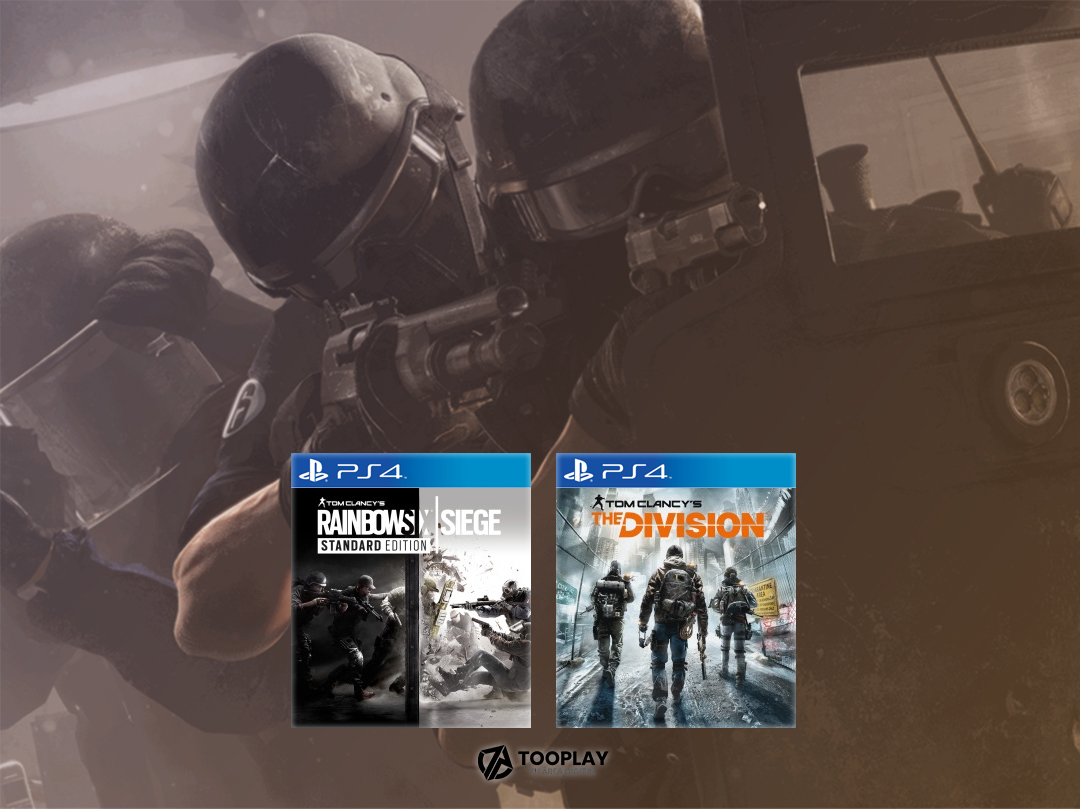 PS4
TOM CLANCY'S
RAINBOW SIX | SIEGE
STANDARD EDITION
PS4
TOM CLANCY'S
THE DIVISION
TOOPLAY